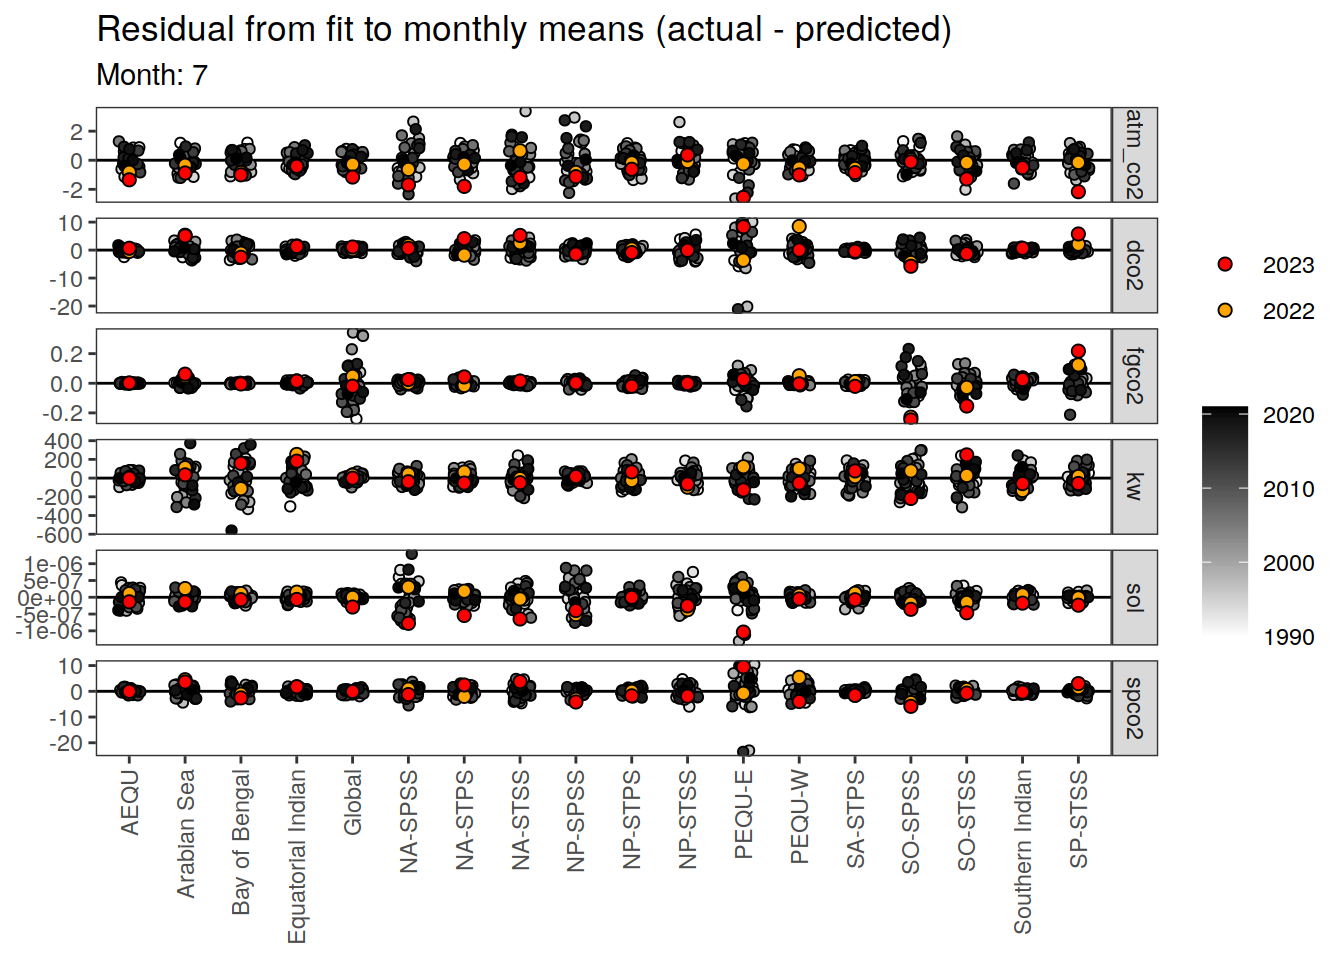 Residual from fit to monthly means (actual - predicted)
Month: 7
2
0
-2
atm_co2
10
0
-10
-20
dco2
0.2
0.0
-0.2
fgco2
400
200
0
-200
-400
-600
kw
1e-06
5e-07
0e+
-5e-07
-1e-06
sol
10
0
-10
-20
spco2
AEQU
Arabian Sea
Bay of Bengal
Equatorial Indian
Global
NA-SPSS
NA-STPS
NA-STSS
NP-SPSS
NP-STPS
NP-STSS
PEQU-E
PEQU-W
SA-STPS
SO-SPSS
SO-STSS
Southern Indian
SP-STSS
2023
2022
2020
2010
2000
1990